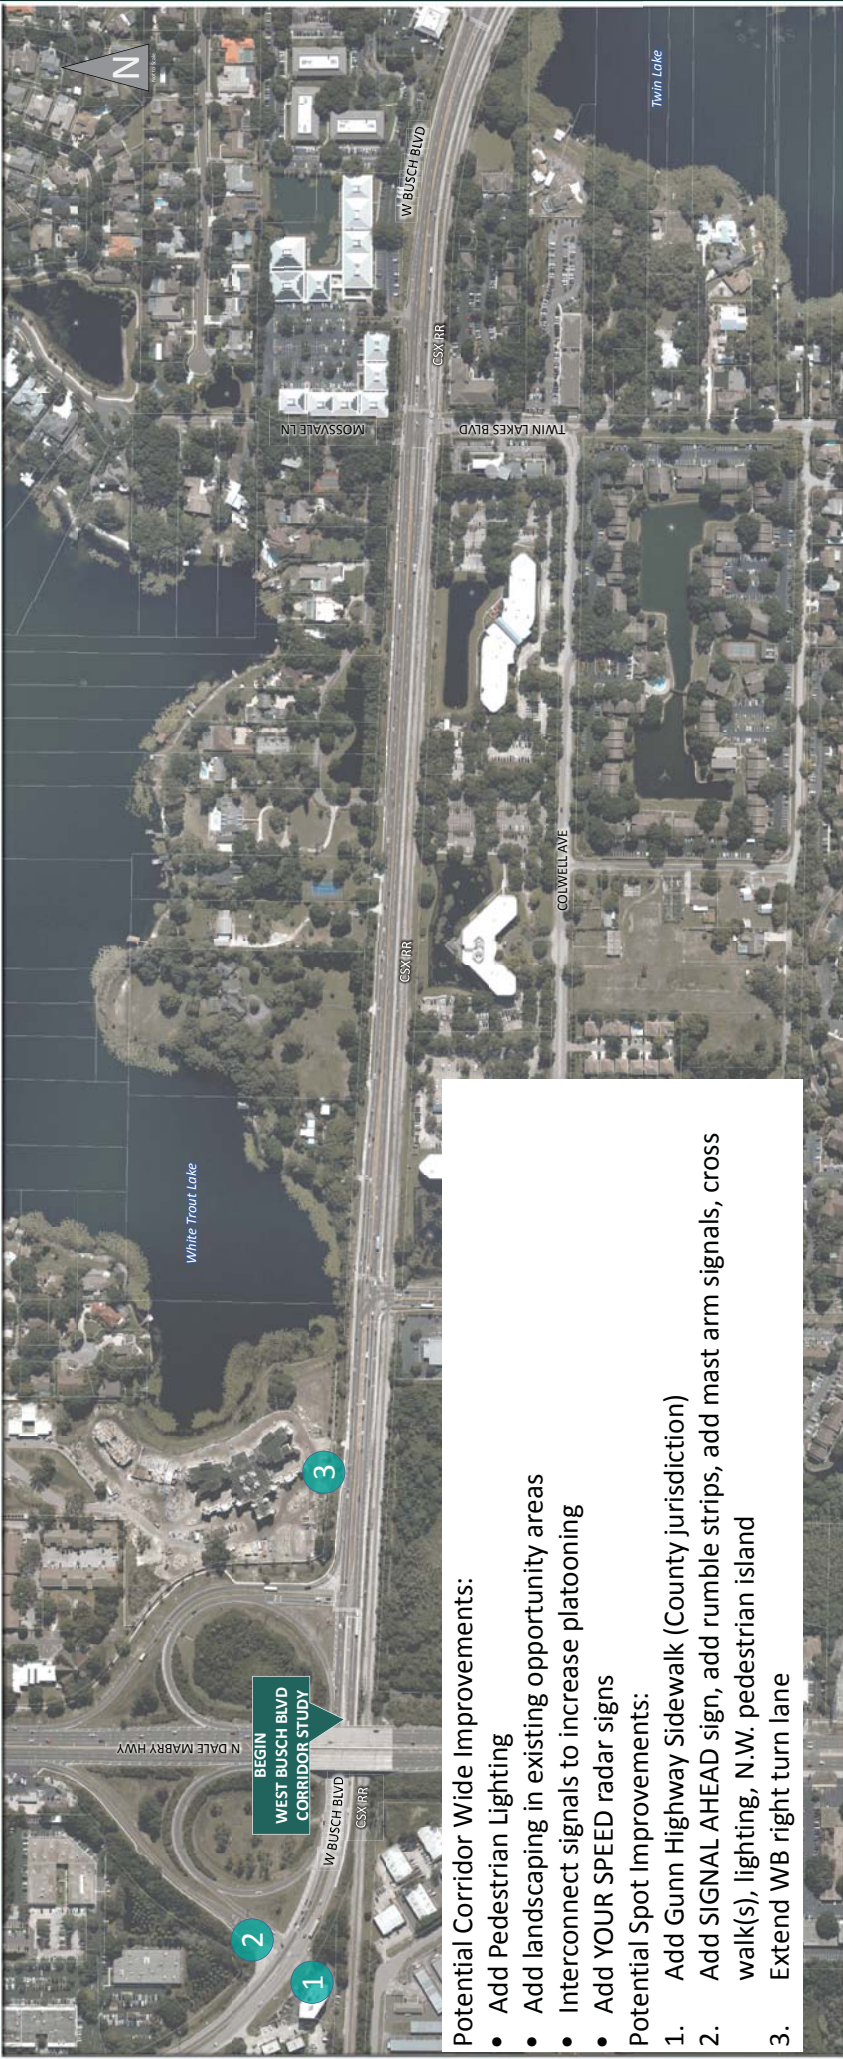 N
Twin Lake
W BUSCH BLVD
CSX RR
MOSSVALE LN
TWIN LAKES BLVD
COLWELL AVE
CSX RR
White Trout Lake
3
N DALE MABRY HWY
BEGIN
WEST BUSCH BLVD
CORRIDOR STUDY
W BUSCH BLVD
CSX RR
2
1
Potential Corridor Wide Improvements:
• Add Pedestrian Lighting
• Add landscaping in existing opportunity areas
• Interconnect signals to increase platooning
• Add YOUR SPEED radar signs
Potential Spot Improvements:
1. Add Gunn Highway Sidewalk (County jurisdiction)
2. Add SIGNAL AHEAD sign, add rumble strips, add mast arm signals, cross
walk(s), lighting, N.W. pedestrian island
3. Extend WB right turn lane